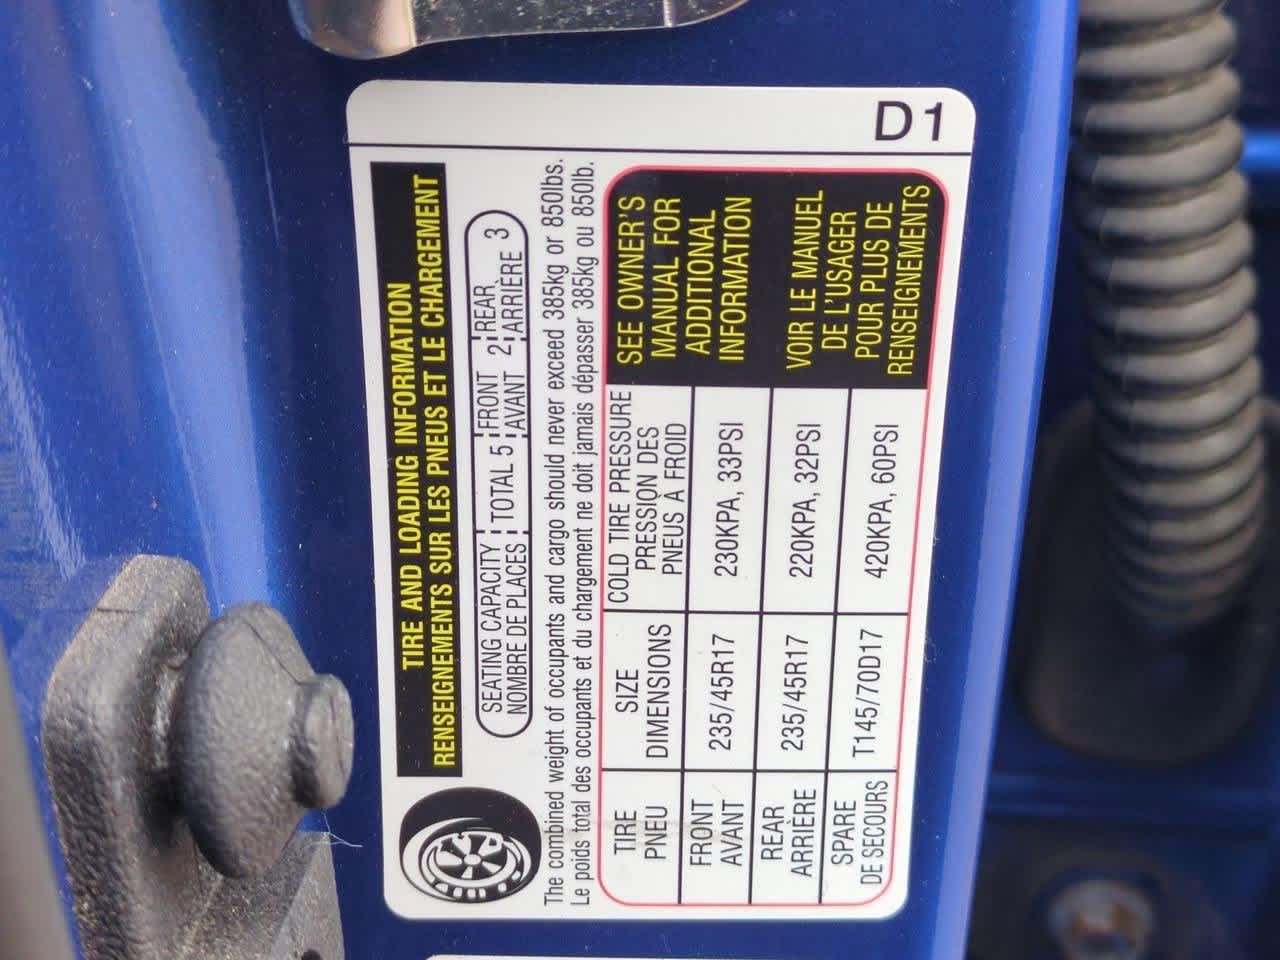 D1
TIRE AND LOADING INFORMATION
RENSEIGNEMENTS SUR LES PNEUS ET LE CHARGEMENT
SEATING CAPACITY TOTAL 5 FRONT 2 REAR 3
NOMBRE DE PLACES AVANT ARRIÈRE
The combined weight of occupants and cargo should never exceed 385kg or 850lbs.
Le poids total des occupants et du chargement ne doit jamais dépasser 385kg ou 850lb.
TIRE SIZE COLD TIRE PRESSURE
PNEU DIMENSIONS PRESSION DES
PNEUS À FROID
FRONT 235/45R17 230KPA, 33PSI
AVANT
REAR 235/45R17 220KPA, 32PSI
ARRIÈRE
SPARE T145/70D17 420KPA, 60PSI
DE SECOURS
SEE OWNER'S
MANUAL FOR
ADDITIONAL
INFORMATION
VOIR LE MANUEL
DE L'USAGER
POUR PLUS DE
RENSEIGNEMENTS